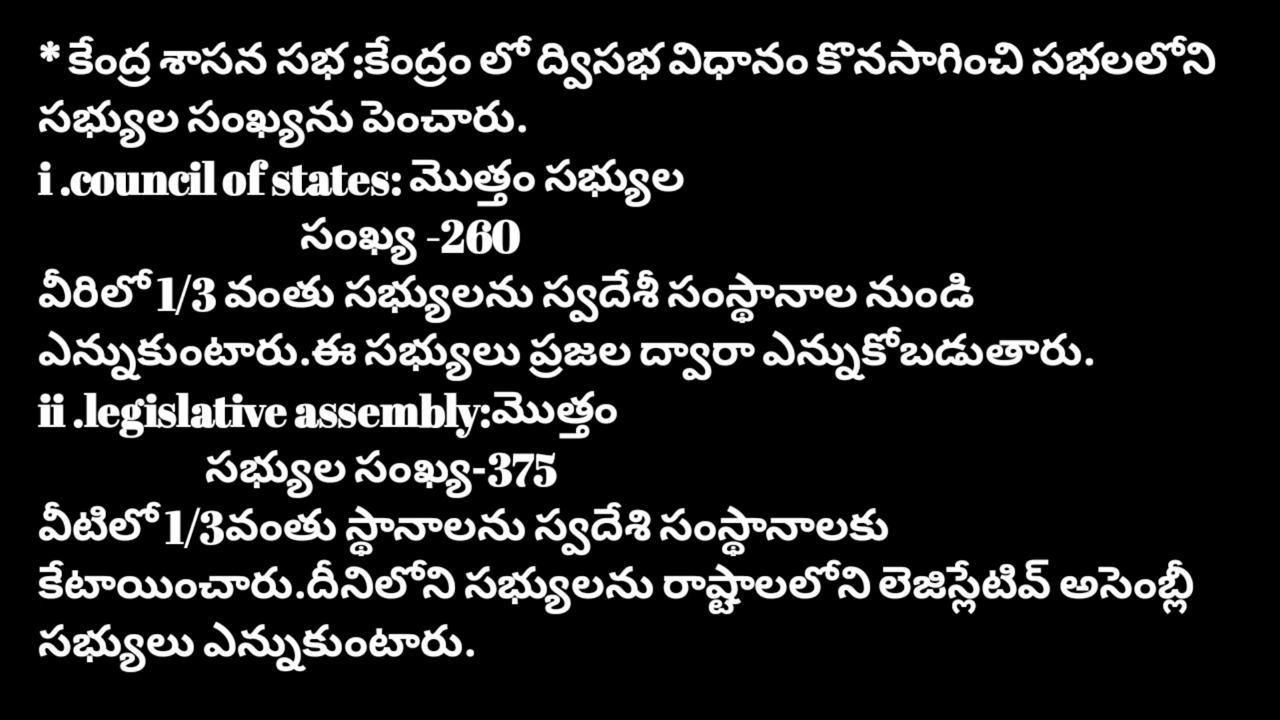 * కేంద్ర శాసన సభ :కేంద్రం లో ద్విసభ విధానం కొనసాగించి సభలలోని
సభ్యుల సంఖ్యను పెంచారు.
i .council of states: మొత్తం సభ్యుల
సంఖ్య -260
వీరిలో 1/3 వంతు సభ్యులను స్వదేశీ సంస్థానాల నుండి
ఎన్నుకుంటారు.ఈ సభ్యులు ప్రజల ద్వారా ఎన్నుకోబడుతారు.
ii .legislative assembly:మొత్తం
సభ్యుల సంఖ్య-375
వీటిలో 1/3వంతు స్థానాలను స్వదేశి సంస్థానాలకు
కేటాయించారు.దీనిలోని సభ్యులను రాష్టాలలోని లెజిస్లేటివ్ అసెంబ్లీ
సభ్యులు ఎన్నుకుంటారు.